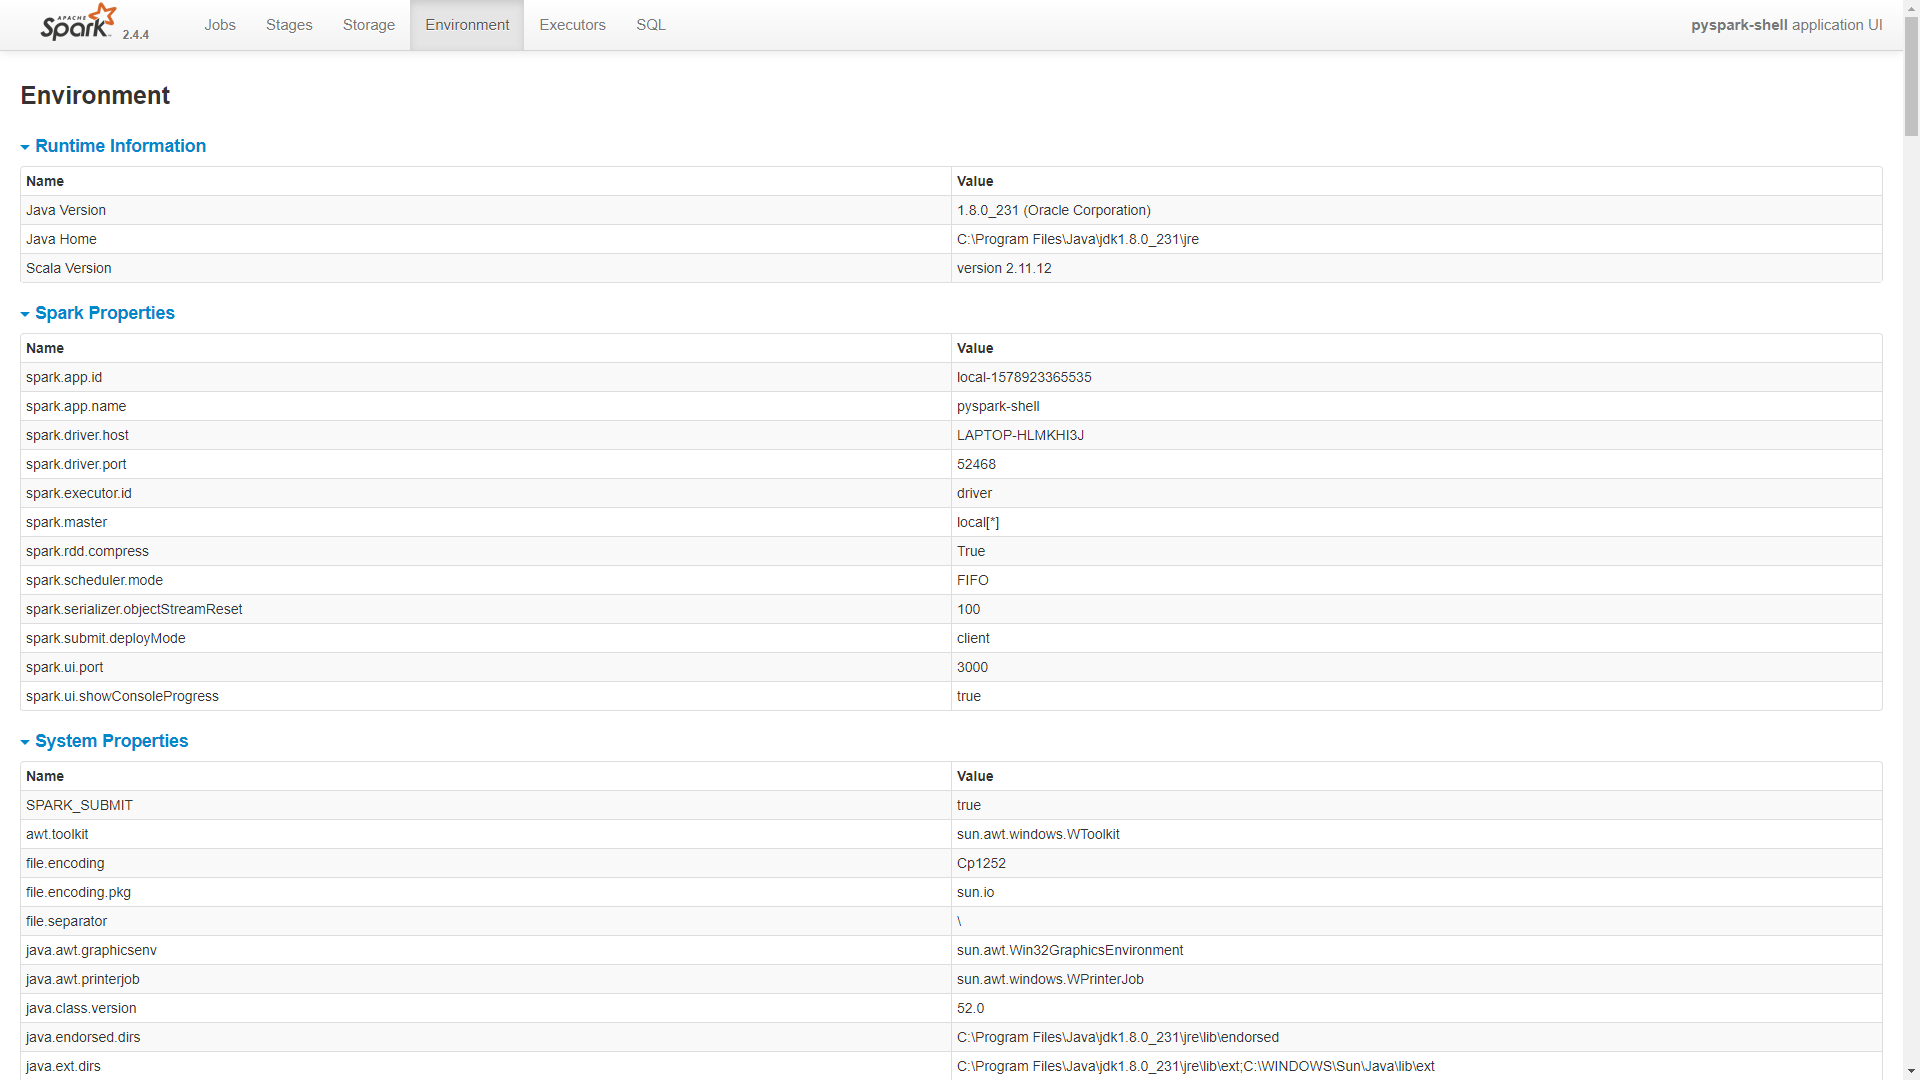 APACHE
Spark 2.4.4 Jobs Stages Storage Environment Executors SQL pyspark-shell application UI
Environment
Runtime Information
Name Value
Java Version 1.8.0_231 (Oracle Corporation)
Java Home C:\Program Files\Java\jdk1.8.0_231\jre
Scala Version version 2.11.12
Spark Properties
Name Value
spark.app.id local-1578923365535
spark.app.name pyspark-shell
spark.driver.host LAPTOP-HLMKHI3J
spark.driver.port 52468
spark.executor.id driver
spark.master local[*]
spark.rdd.compress True
spark.scheduler.mode FIFO
spark.serializer.objectStreamReset 100
spark.submit.deployMode client
spark.ui.port 3000
spark.ui.showConsoleProgress true
System Properties
Name Value
SPARK_SUBMIT true
awt.toolkit sun.awt.windows.WToolkit
file.encoding Cp1252
file.encoding.pkg sun.io
file.separator \
java.awt.graphicsenv sun.awt.Win32GraphicsEnvironment
java.awt.printerjob sun.awt.windows.WPrinterJob
java.class.version 52.0
java.endorsed.dirs C:\Program Files\Java\jdk1.8.0_231\jre\lib\endorsed
java.ext.dirs C:\Program Files\Java\jdk1.8.0_231\jre\lib\ext;C:\WINDOWS\Sun\Java\lib\ext